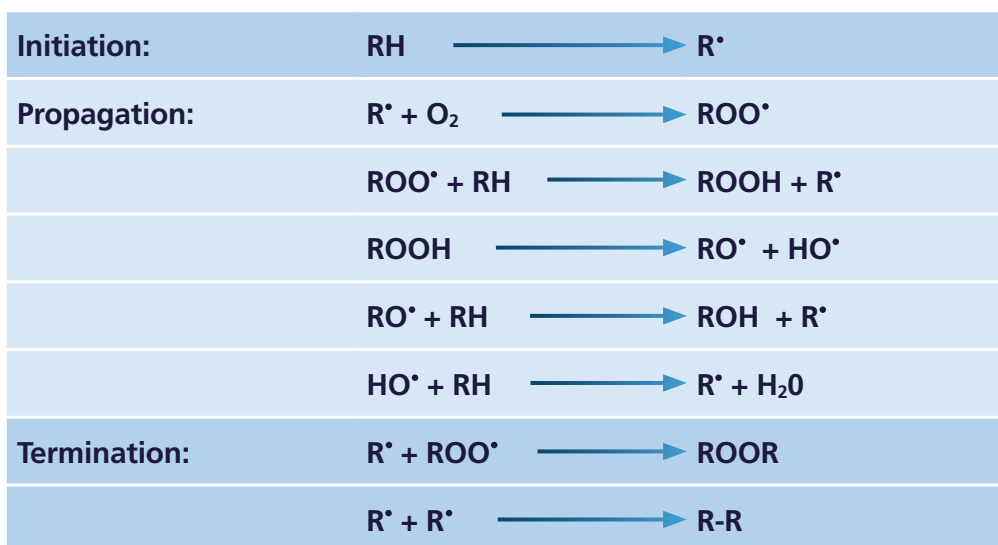 Initiation: RH R•
Propagation: R• + O₂ ROO•
ROO• + RH ROOH + R•
ROOH RO• + HO•
RO• + RH ROH + R•
HO• + RH R• + H₂0
Termination: R• + ROO• ROOR
R• + R• R-R